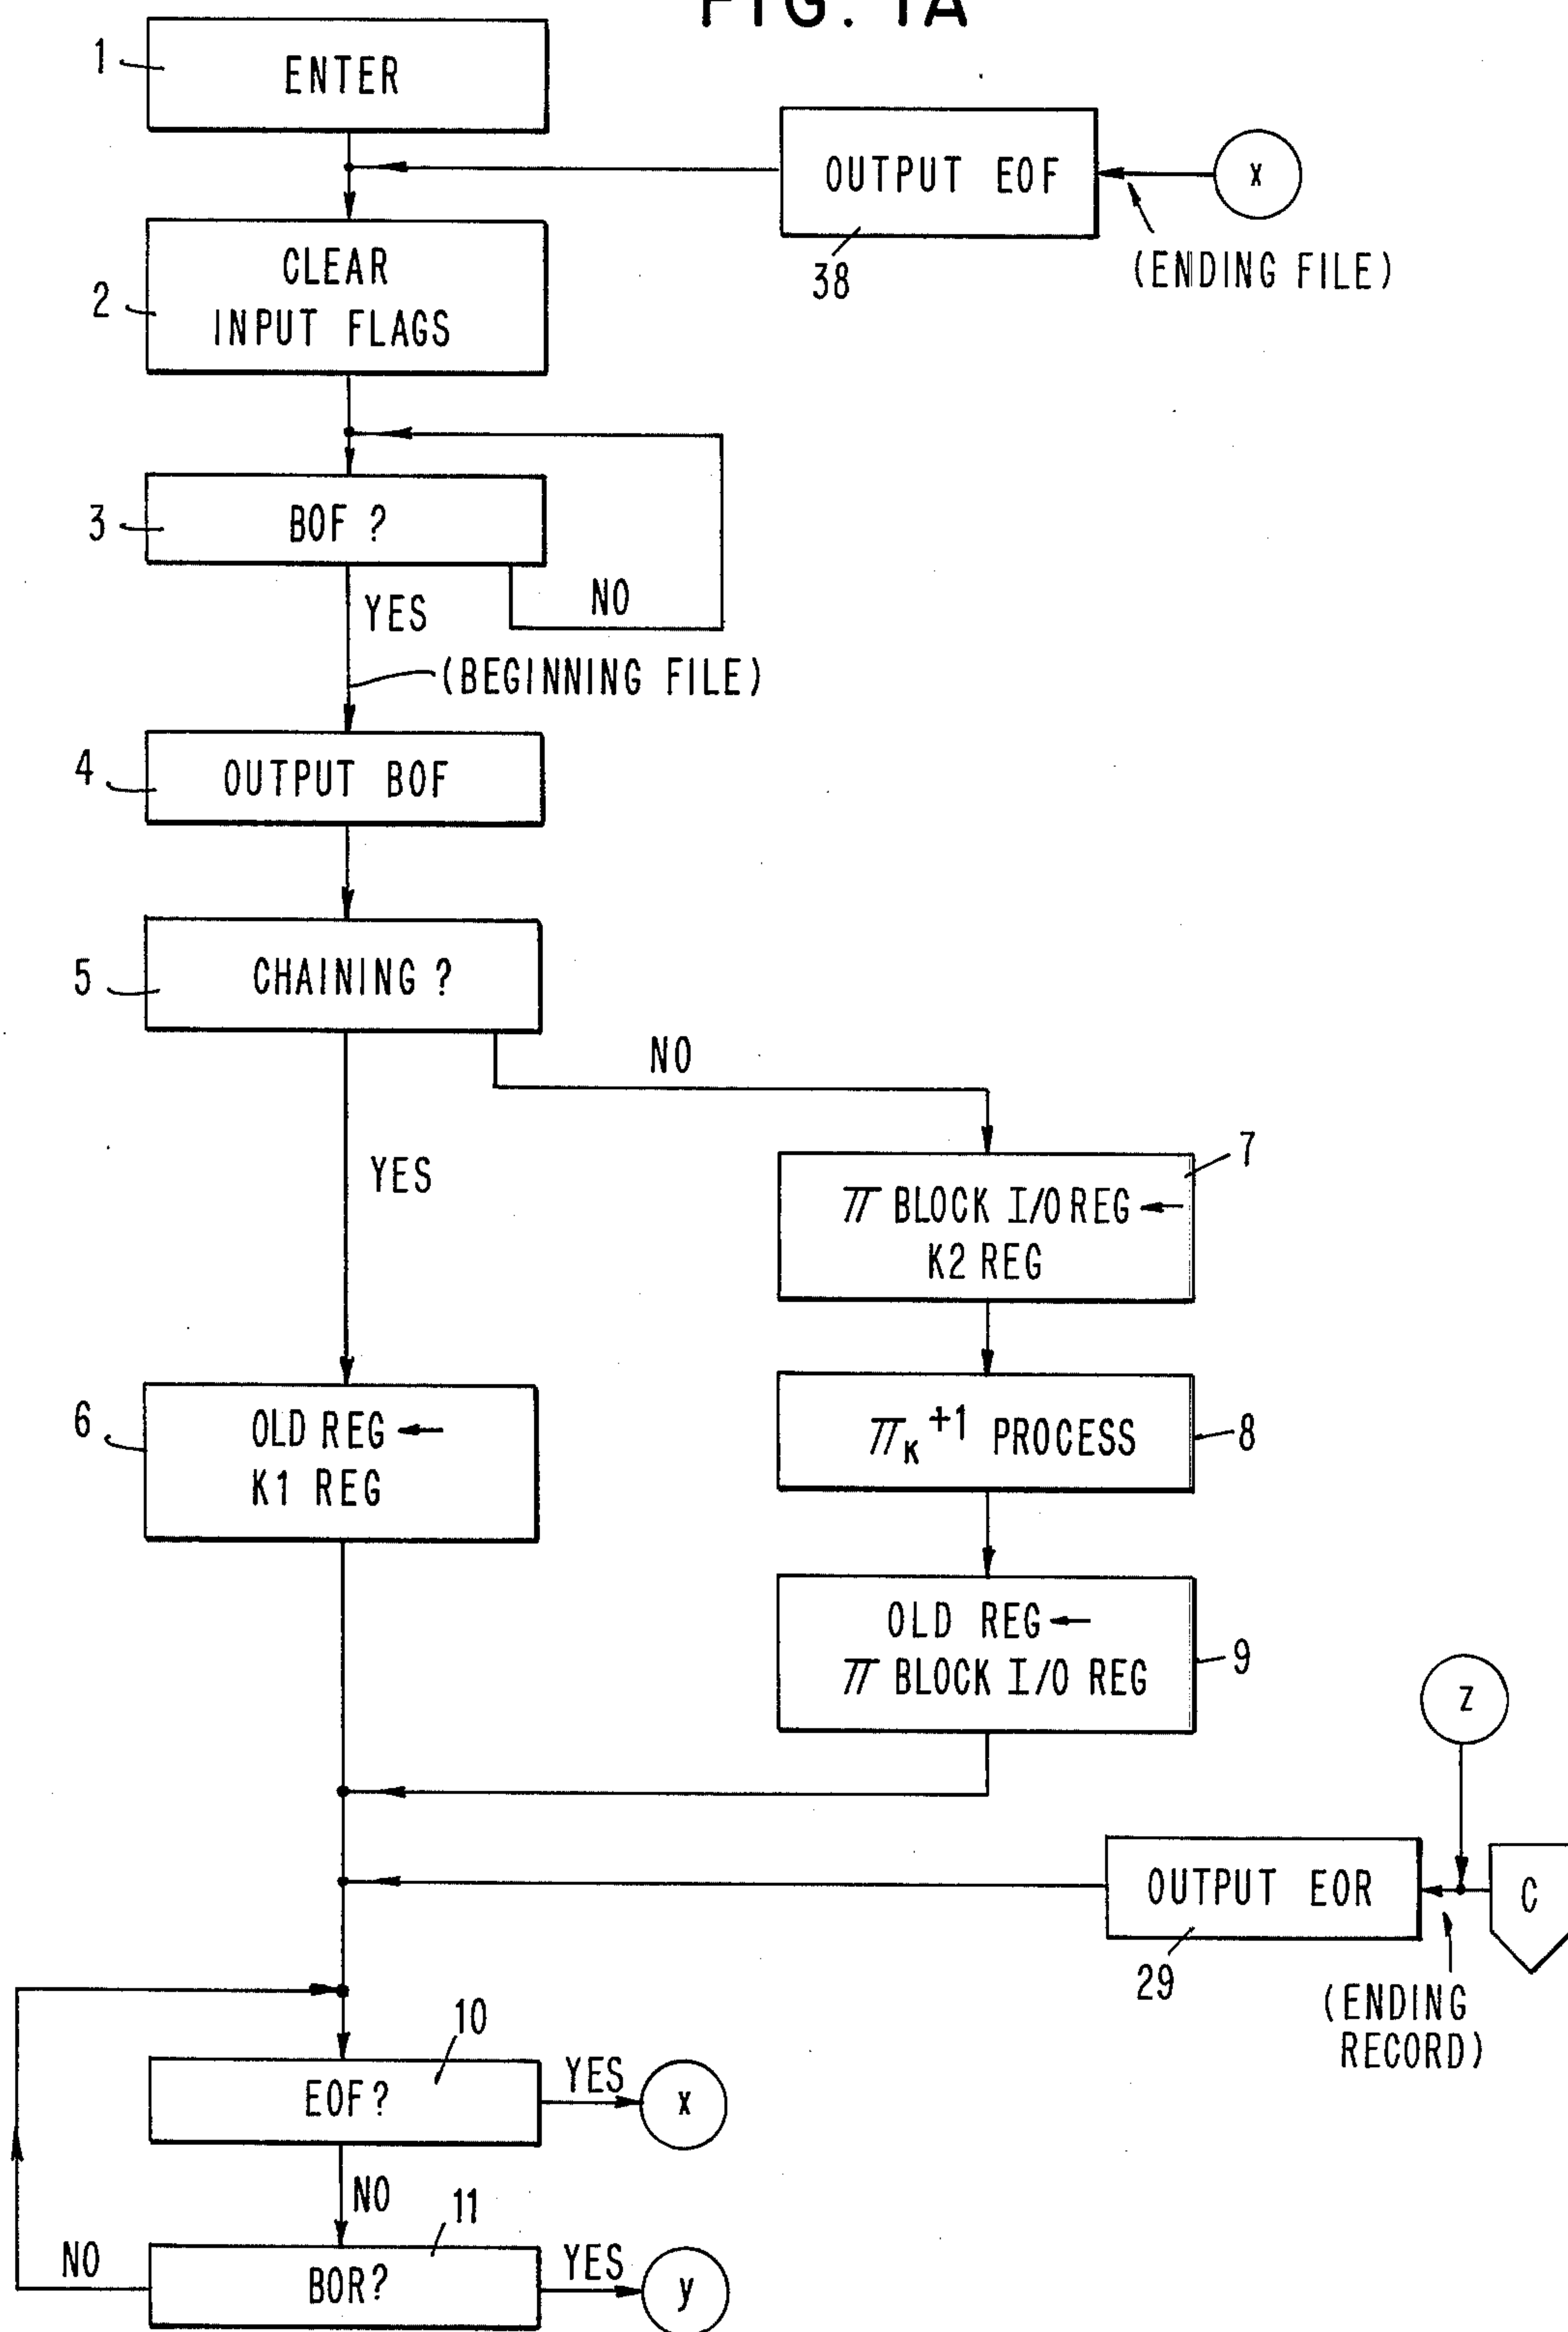 FIG. 1A
1
ENTER
OUTPUT EOF
x
38
(ENDING FILE)
2
CLEAR
INPUT FLAGS
3
BOF ?
NO
YES
(BEGINNING FILE)
4
OUTPUT BOF
5
CHAINING ?
NO
YES
7
π BLOCK I/O REG ←
K2 REG
6
OLD REG ←
K1 REG
πK +1 PROCESS
8
OLD REG ←
π BLOCK I/O REG
9
Z
OUTPUT EOR
C
29
(ENDING
RECORD)
10
EOF?
YES
x
NO
11
NO
BOR?
YES
y